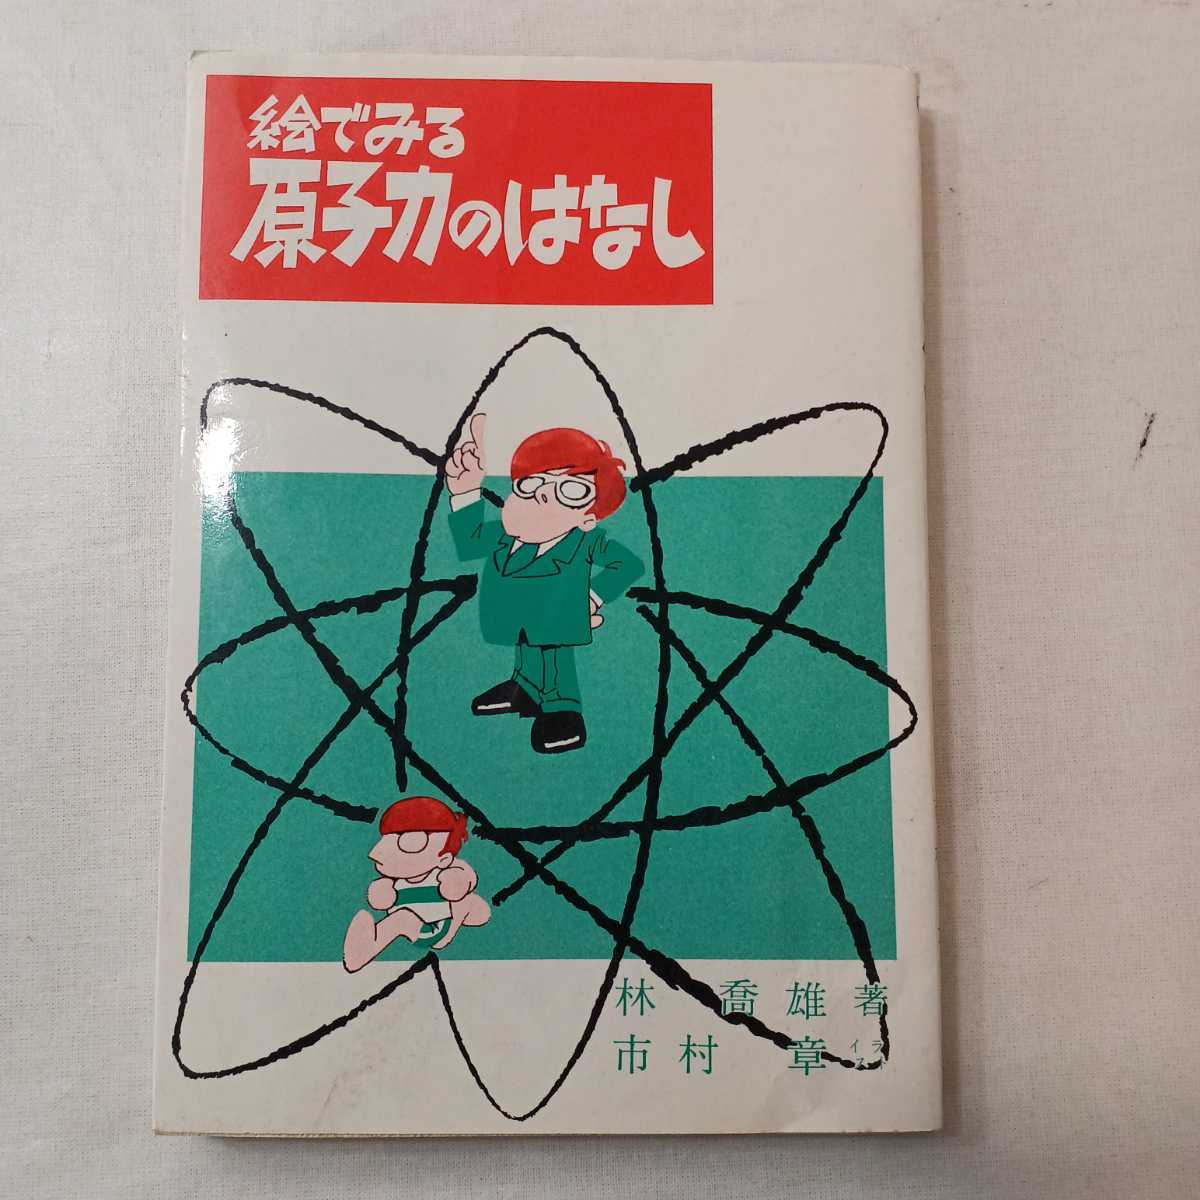 絵でみる
原子力のはなし
林 喬雄 著
市村 章 イラスト